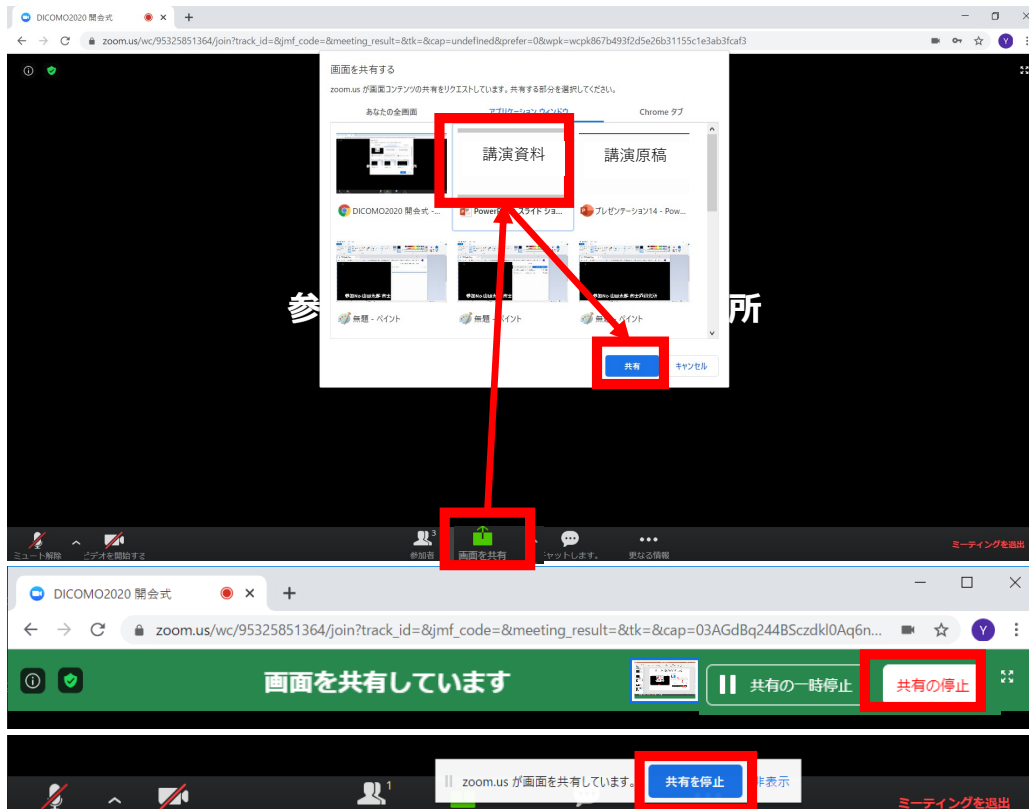 DICOMO2020 開会式
zoom.us/wc/95325851364/join?track_id=&jmf_code=&meeting_result=&tk=&cap=undefined&prefer=0&wpk=wcpk867b493f2d5e26b31155c1e3ab3fcaf3
Y
画面を共有する
zoom.us が画面コンテンツの共有をリクエストしています。共有する部分を選択してください。
あなたの全画面
アプリケーション ウィンドウ
Chrome タブ
講演資料
講演原稿
DICOMO2020 開会式 -...
スライド ショ...
プレゼンテーション14 - Pow...
無題 - ペイント
無題 - ペイント
ペイント
参
所
共有
キャンセル
ミュート解除
ビデオを開始する
3
参加者
画面を共有
ャットします。
更なる情報
ミーティングを退出
DICOMO2020 開会式
zoom.us/wc/95325851364/join?track_id=&jmf_code=&meeting_result=&tk=&cap=03AGdBq244BSczdkl0Aq6n...
Y
画面を共有しています
共有の一時停止
共有の停止
1
zoom.us が画面を共有しています。
共有を停止
表示
ミーティングを退出